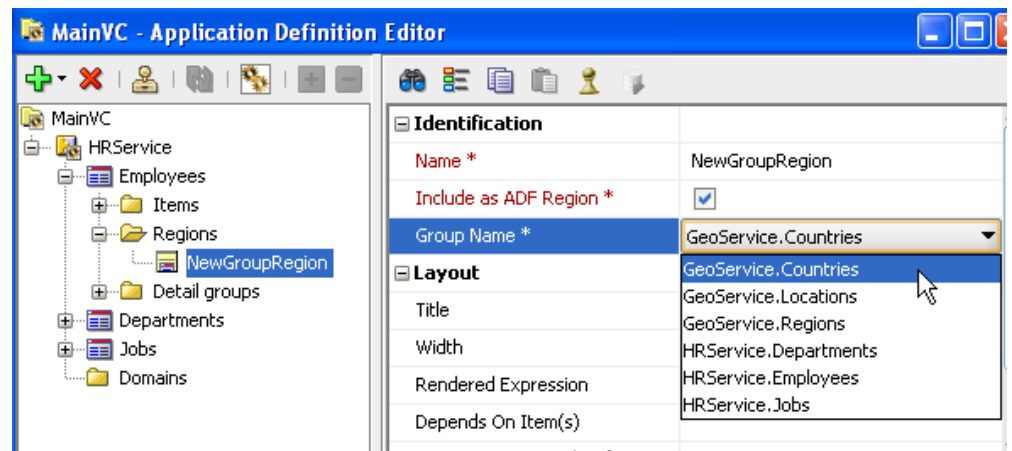 MainVC - Application Definition Editor
MainVC
HRService
Employees
Items
Regions
NewGroupRegion
Detail groups
Departments
Jobs
Domains
Identification
Name * NewGroupRegion
Include as ADF Region *
Group Name * GeoService.Countries
GeoService.Countries
GeoService.Locations
GeoService.Regions
HRService.Departments
HRService.Employees
HRService.Jobs
Layout
Title
Width
Rendered Expression
Depends On Item(s)